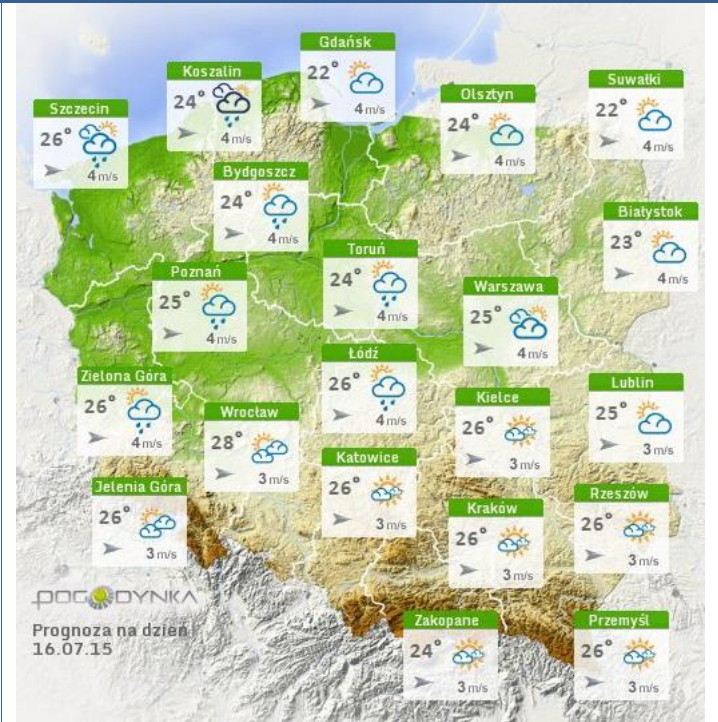 Gdańsk
22°
4 m/s
Koszalin
24°
4 m/s
Szczecin
26°
4 m/s
Olsztyn
24°
4 m/s
Suwałki
22°
4 m/s
Bydgoszcz
24°
4 m/s
Białystok
23°
4 m/s
Toruń
24°
4 m/s
Poznań
25°
4 m/s
Warszawa
25°
4 m/s
Łódź
26°
4 m/s
Zielona Góra
26°
4 m/s
Lublin
25°
3 m/s
Kielce
26°
3 m/s
Wrocław
28°
3 m/s
Katowice
26°
3 m/s
Jelenia Góra
26°
3 m/s
Rzeszów
26°
3 m/s
Kraków
26°
3 m/s
POGODYNKA
Prognoza na dzień
16.07.15
Zakopane
24°
3 m/s
Przemyśl
26°
3 m/s